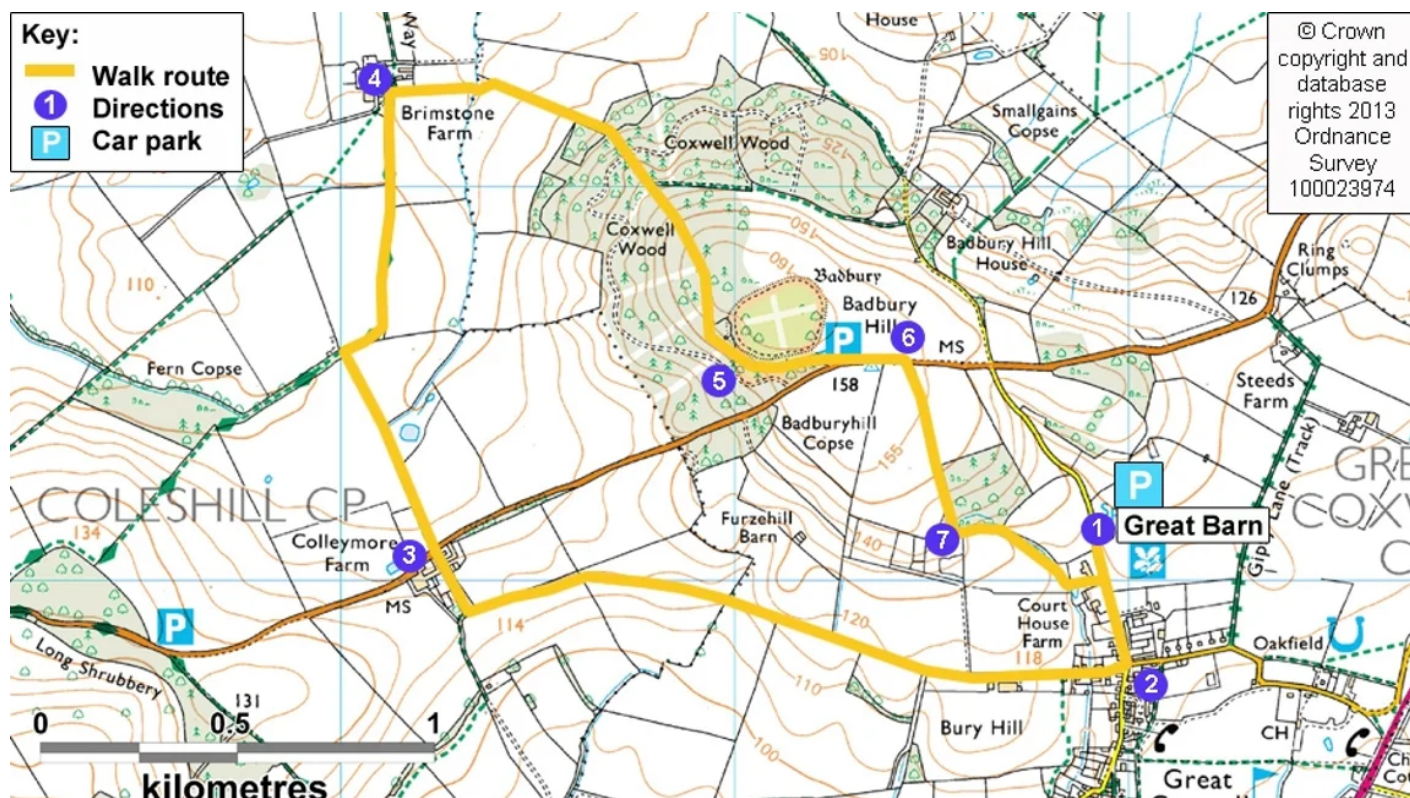 Key:
Walk route
1 Directions
P Car park
© Crown
copyright and
database
rights 2013
Ordnance
Survey
100023974
Way
House
105
4
Brimstone
Farm
Coxwell Wood
125
Smallgains
Copse
Coxwell
Wood
150
160
Badbury Hill
House
Ring
Clumps
110
Badbury
Badbury
Hill
P
6
MS
126
Fern Copse
5
158
Steeds
Farm
Badburyhill
Copse
155
COLESHILL CP
134
P
Colleymore
Farm
3
Furzehill
Barn
140
7
1
Great Barn
MS
P
114
120
Court
House
Farm
118
Oakfield
Long Shrubbery
131
110
2
Bury Hill
100
CH
0
0.5
1
kilometres
Great